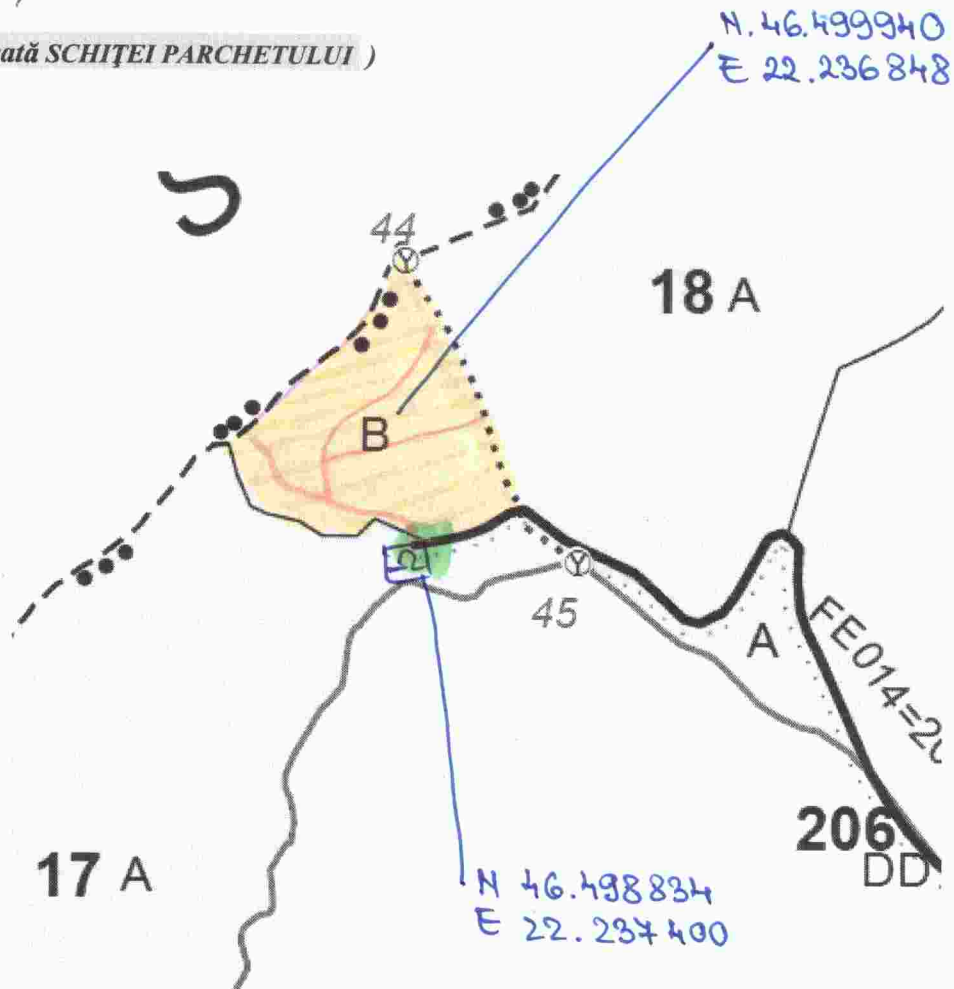 ată SCHIŢEI PARCHETULUI )
N. 46.499940
E 22.236848
44
18 A
B
45
A
FE014=2
206
DD
17 A
N 46.498834
E 22.237400